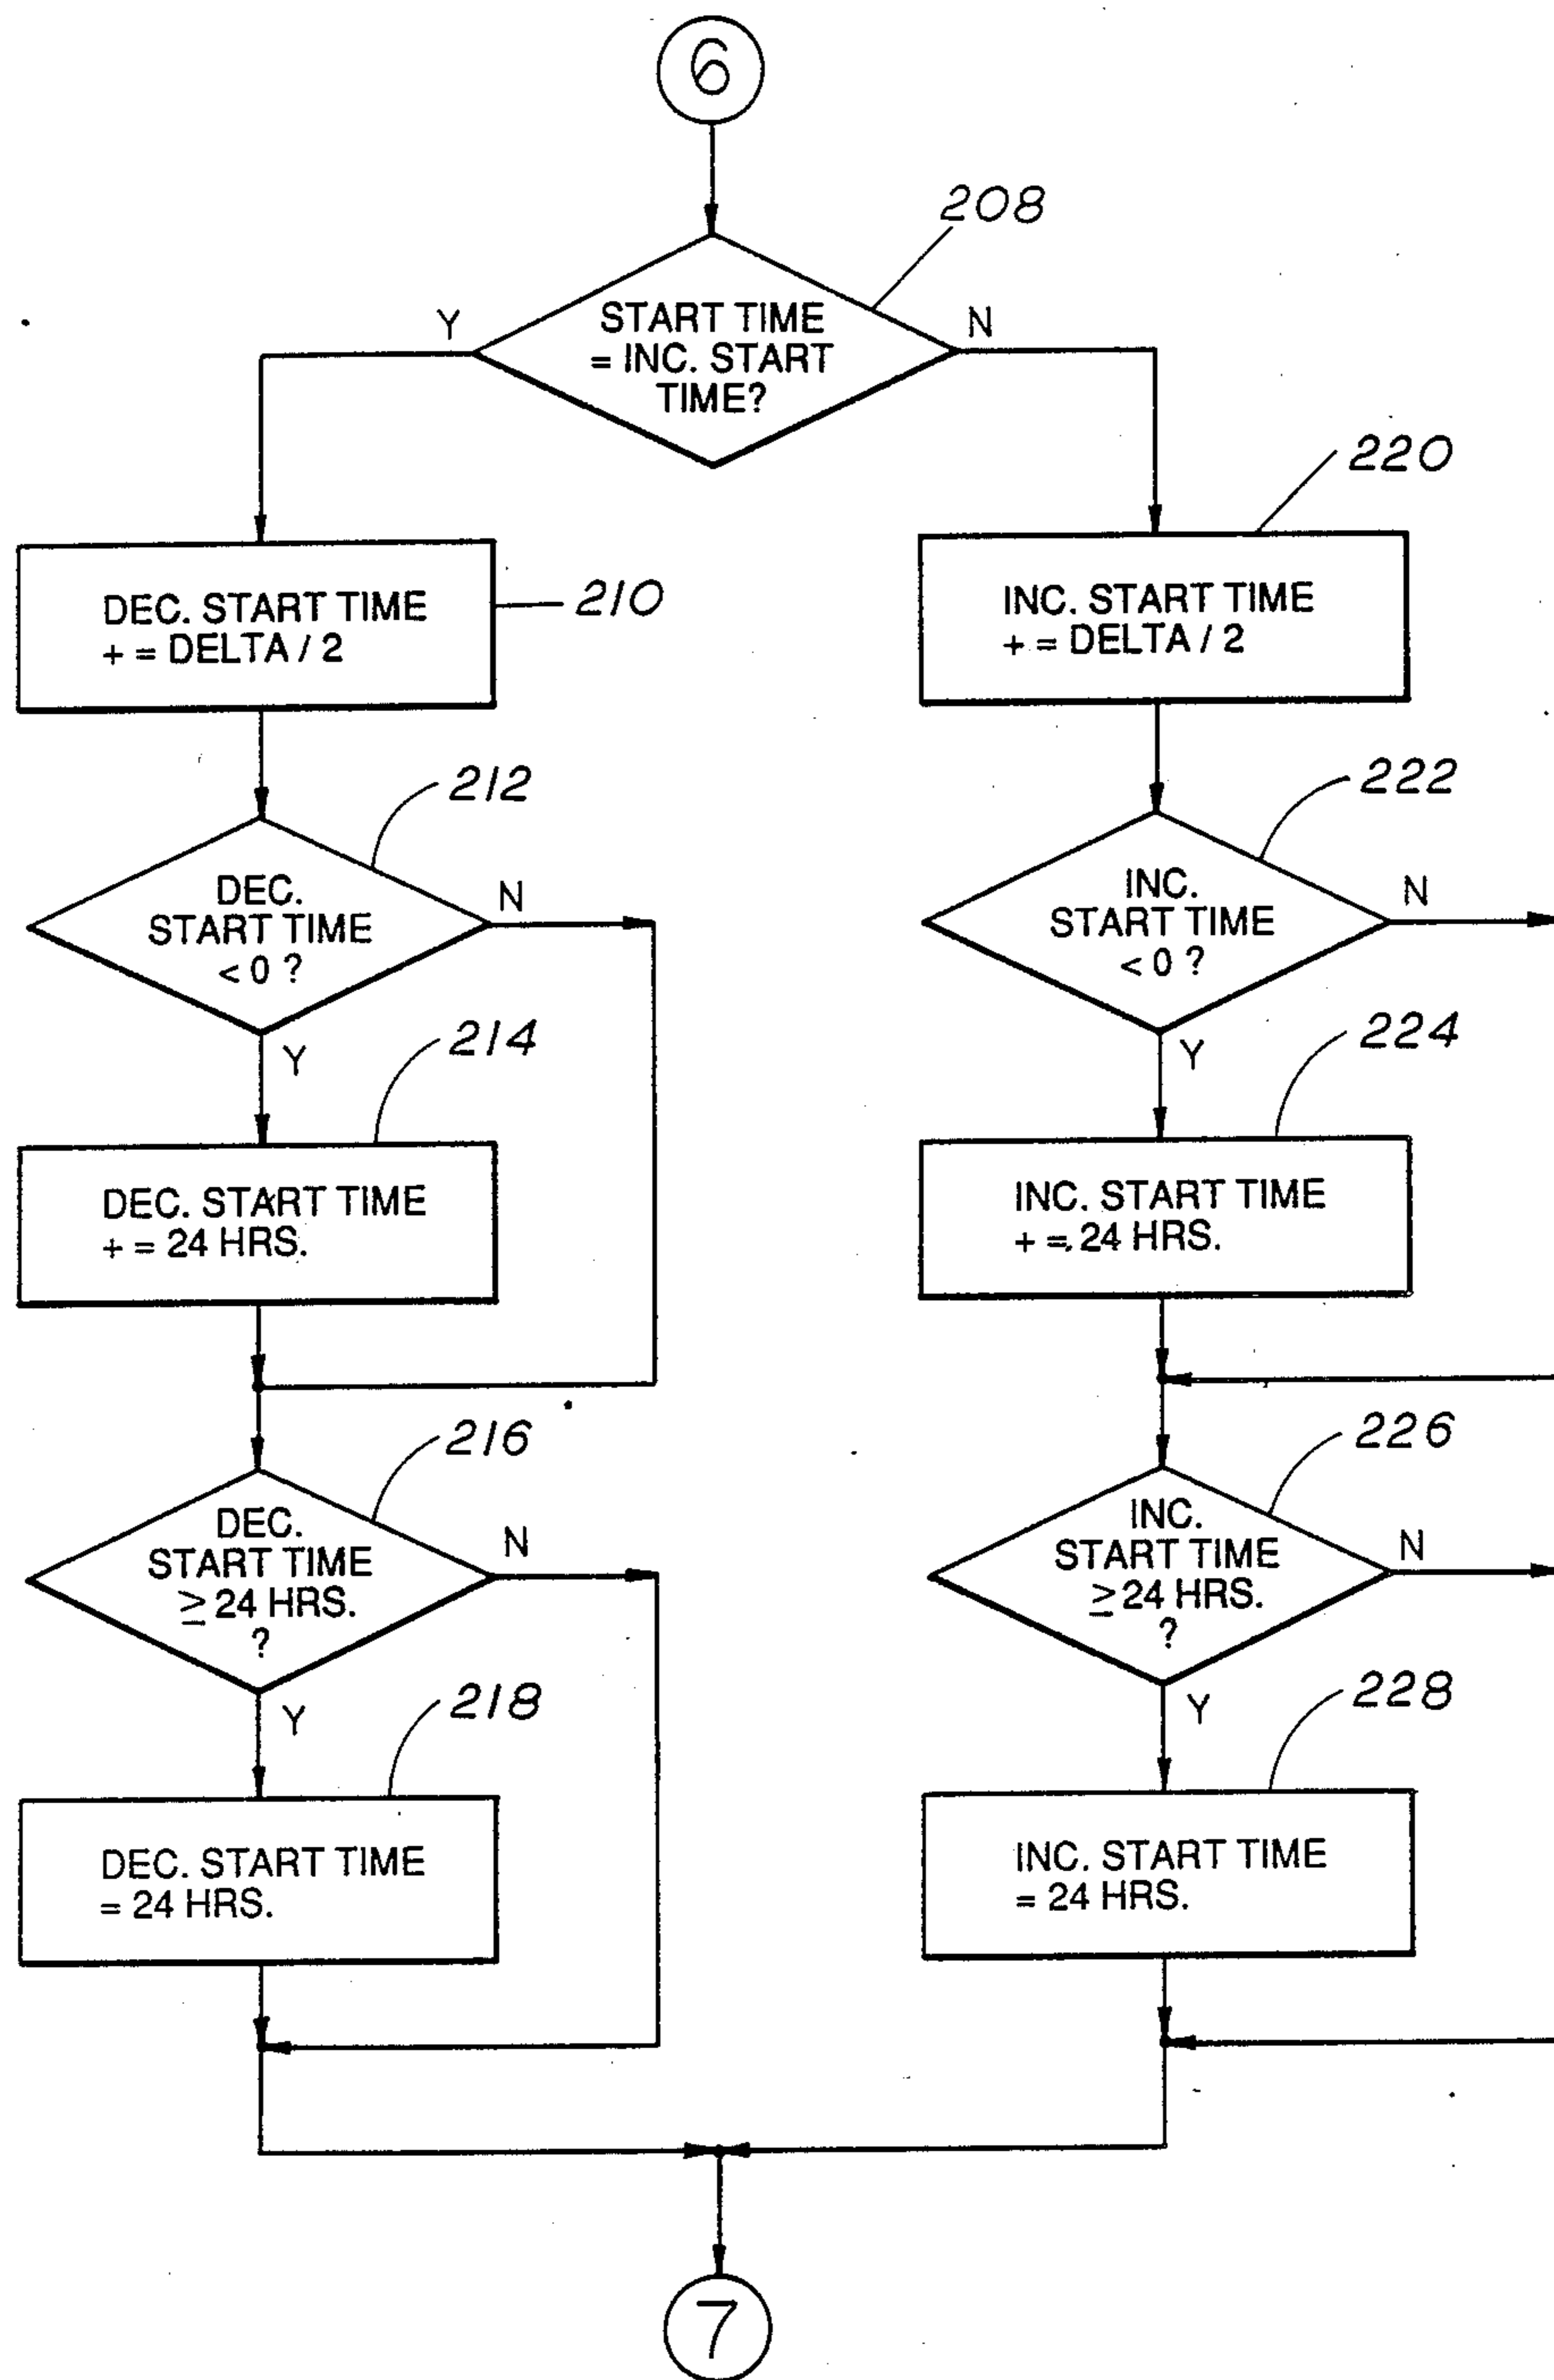 6
208
Y
START TIME
= INC. START
TIME?
N
220
DEC. START TIME
+ = DELTA / 2
210
INC. START TIME
+ = DELTA / 2
212
DEC.
START TIME
< 0 ?
N
Y
222
INC.
START TIME
< 0 ?
N
Y
214
DEC. START TIME
+ = 24 HRS.
224
INC. START TIME
+ = 24 HRS.
216
DEC.
START TIME
≥ 24 HRS.
?
N
Y
226
INC.
START TIME
≥ 24 HRS.
?
N
Y
218
DEC. START TIME
= 24 HRS.
228
INC. START TIME
= 24 HRS.
7